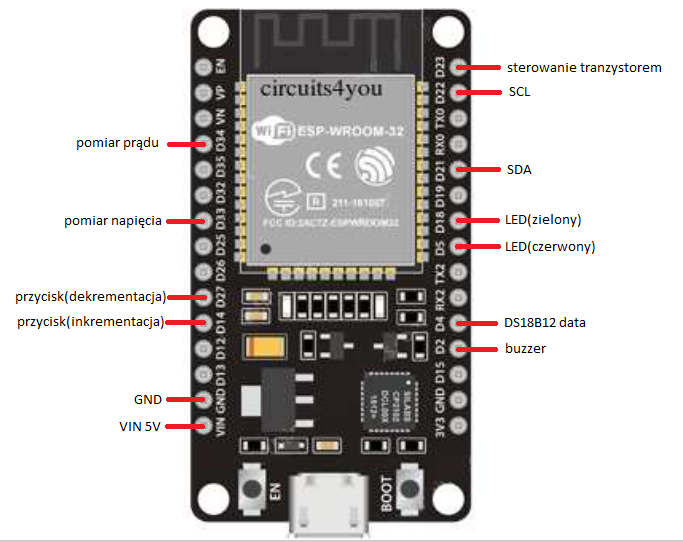 pomiar prądu
pomiar napięcia
przycisk(dekrementacja)
przycisk(inkrementacja)
GND
VIN 5V
EN
VP
VN
D34
D35
D32
D33
D25
D26
D27
D14
D12
D13
GND
VIN
circuits4you
WiFi ESP-WROOM-32
CE
R 211-161007
FCC ID:2ACTZ-ESPWROOM32
SILABS
CP2102
EN
BOOT
D23
D22
TX0
RX0
D21
D19
D18
D5
TX2
RX2
D4
D2
D15
GND
3V3
sterowanie tranzystorem
SCL
SDA
LED(zielony)
LED(czerwony)
DS18B12 data
buzzer